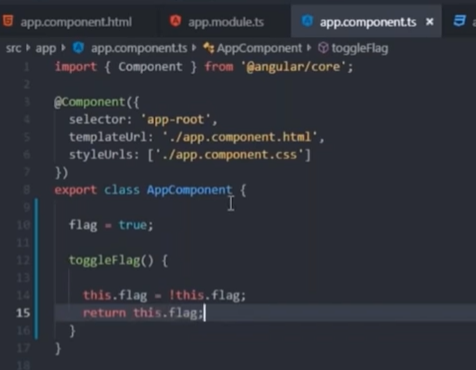 app.component.html
app.module.ts
app.component.ts ×
src > app > app.component.ts > AppComponent > toggleFlag
1 import { Component } from '@angular/core';
2
3 @Component({
4 selector: 'app-root',
5 templateUrl: './app.component.html',
6 styleUrls: ['./app.component.css']
7 })
8 export class AppComponent {
9
10 flag = true;
11
12 toggleFlag() {
13
14 this.flag = !this.flag;
15 return this.flag;
16 }
17 }
18